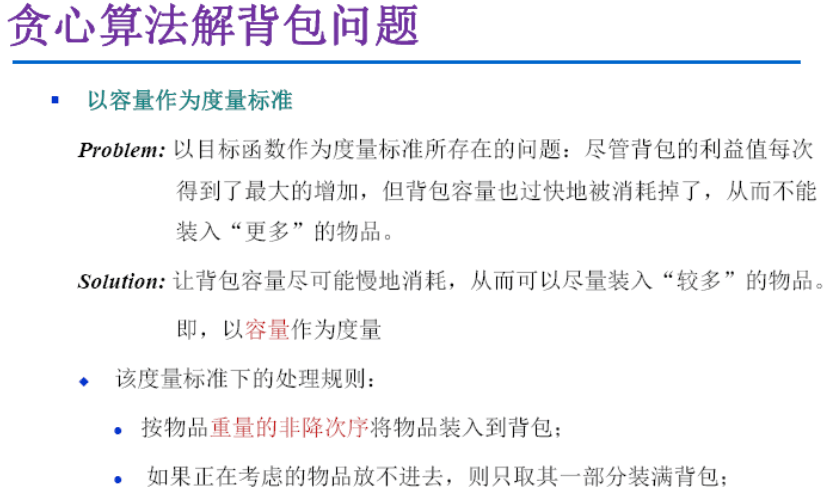 贪心算法解背包问题
以容量作为度量标准
Problem: 以目标函数作为度量标准所存在的问题：尽管背包的利益值每次
得到了最大的增加，但背包容量也过快地被消耗掉了，从而不能
装入“更多”的物品。
Solution: 让背包容量尽可能慢地消耗，从而可以尽量装入“较多”的物品。
即，以容量作为度量
该度量标准下的处理规则：
按物品重量的非降次序将物品装入到背包；
如果正在考虑的物品放不进去，则只取其一部分装满背包；